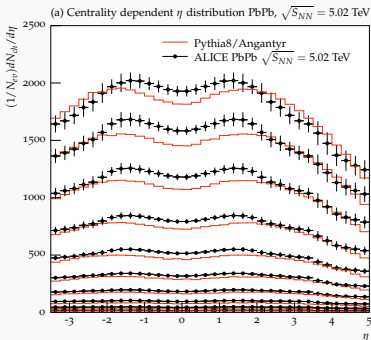 (a) Centrality dependent η distribution PbPb, √S_NN = 5.02 TeV
(1/N_ev)dN_ch/dη
Pythia8/Angantyr
ALICE PbPb √S_NN = 5.02 TeV
2500
2000
1500
1000
500
0
-3 -2 -1 0 1 2 3 4 5
η